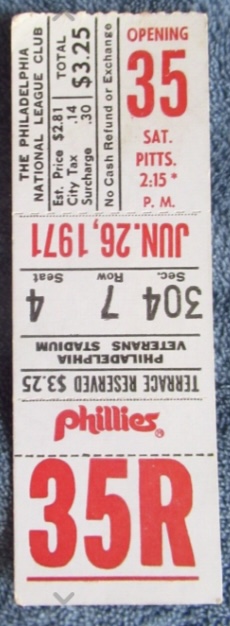 THE PHILADELPHIA
NATIONAL LEAGUE CLUB
Est. Price $2.81
City Tax .14
Surcharge .30
TOTAL
$3.25
No Cash Refund or Exchange
OPENING
35
SAT.
PITTS.
2:15 *
P. M.
JUN. 26, 1971
Sec. Row Seat
304 7 4
PHILADELPHIA
VETERANS STADIUM
TERRACE RESERVED $3.25
phillies®
35R